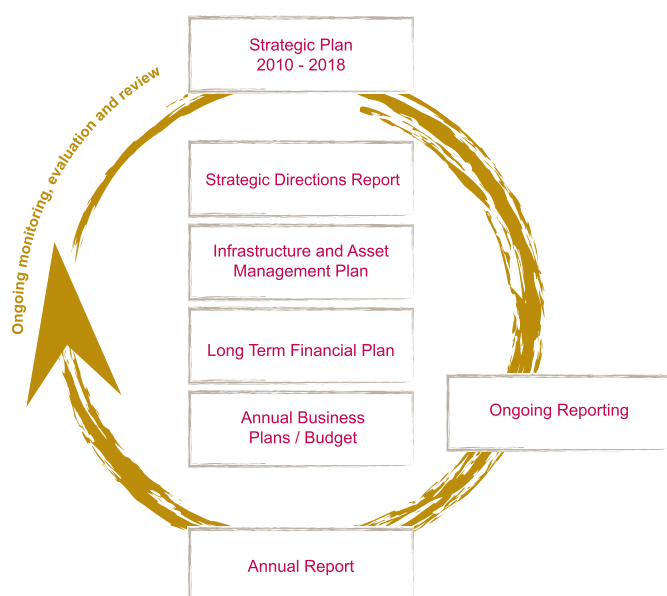 Strategic Plan
2010 - 2018
Ongoing monitoring, evaluation and review
Strategic Directions Report
Infrastructure and Asset
Management Plan
Long Term Financial Plan
Annual Business
Plans / Budget
Ongoing Reporting
Annual Report